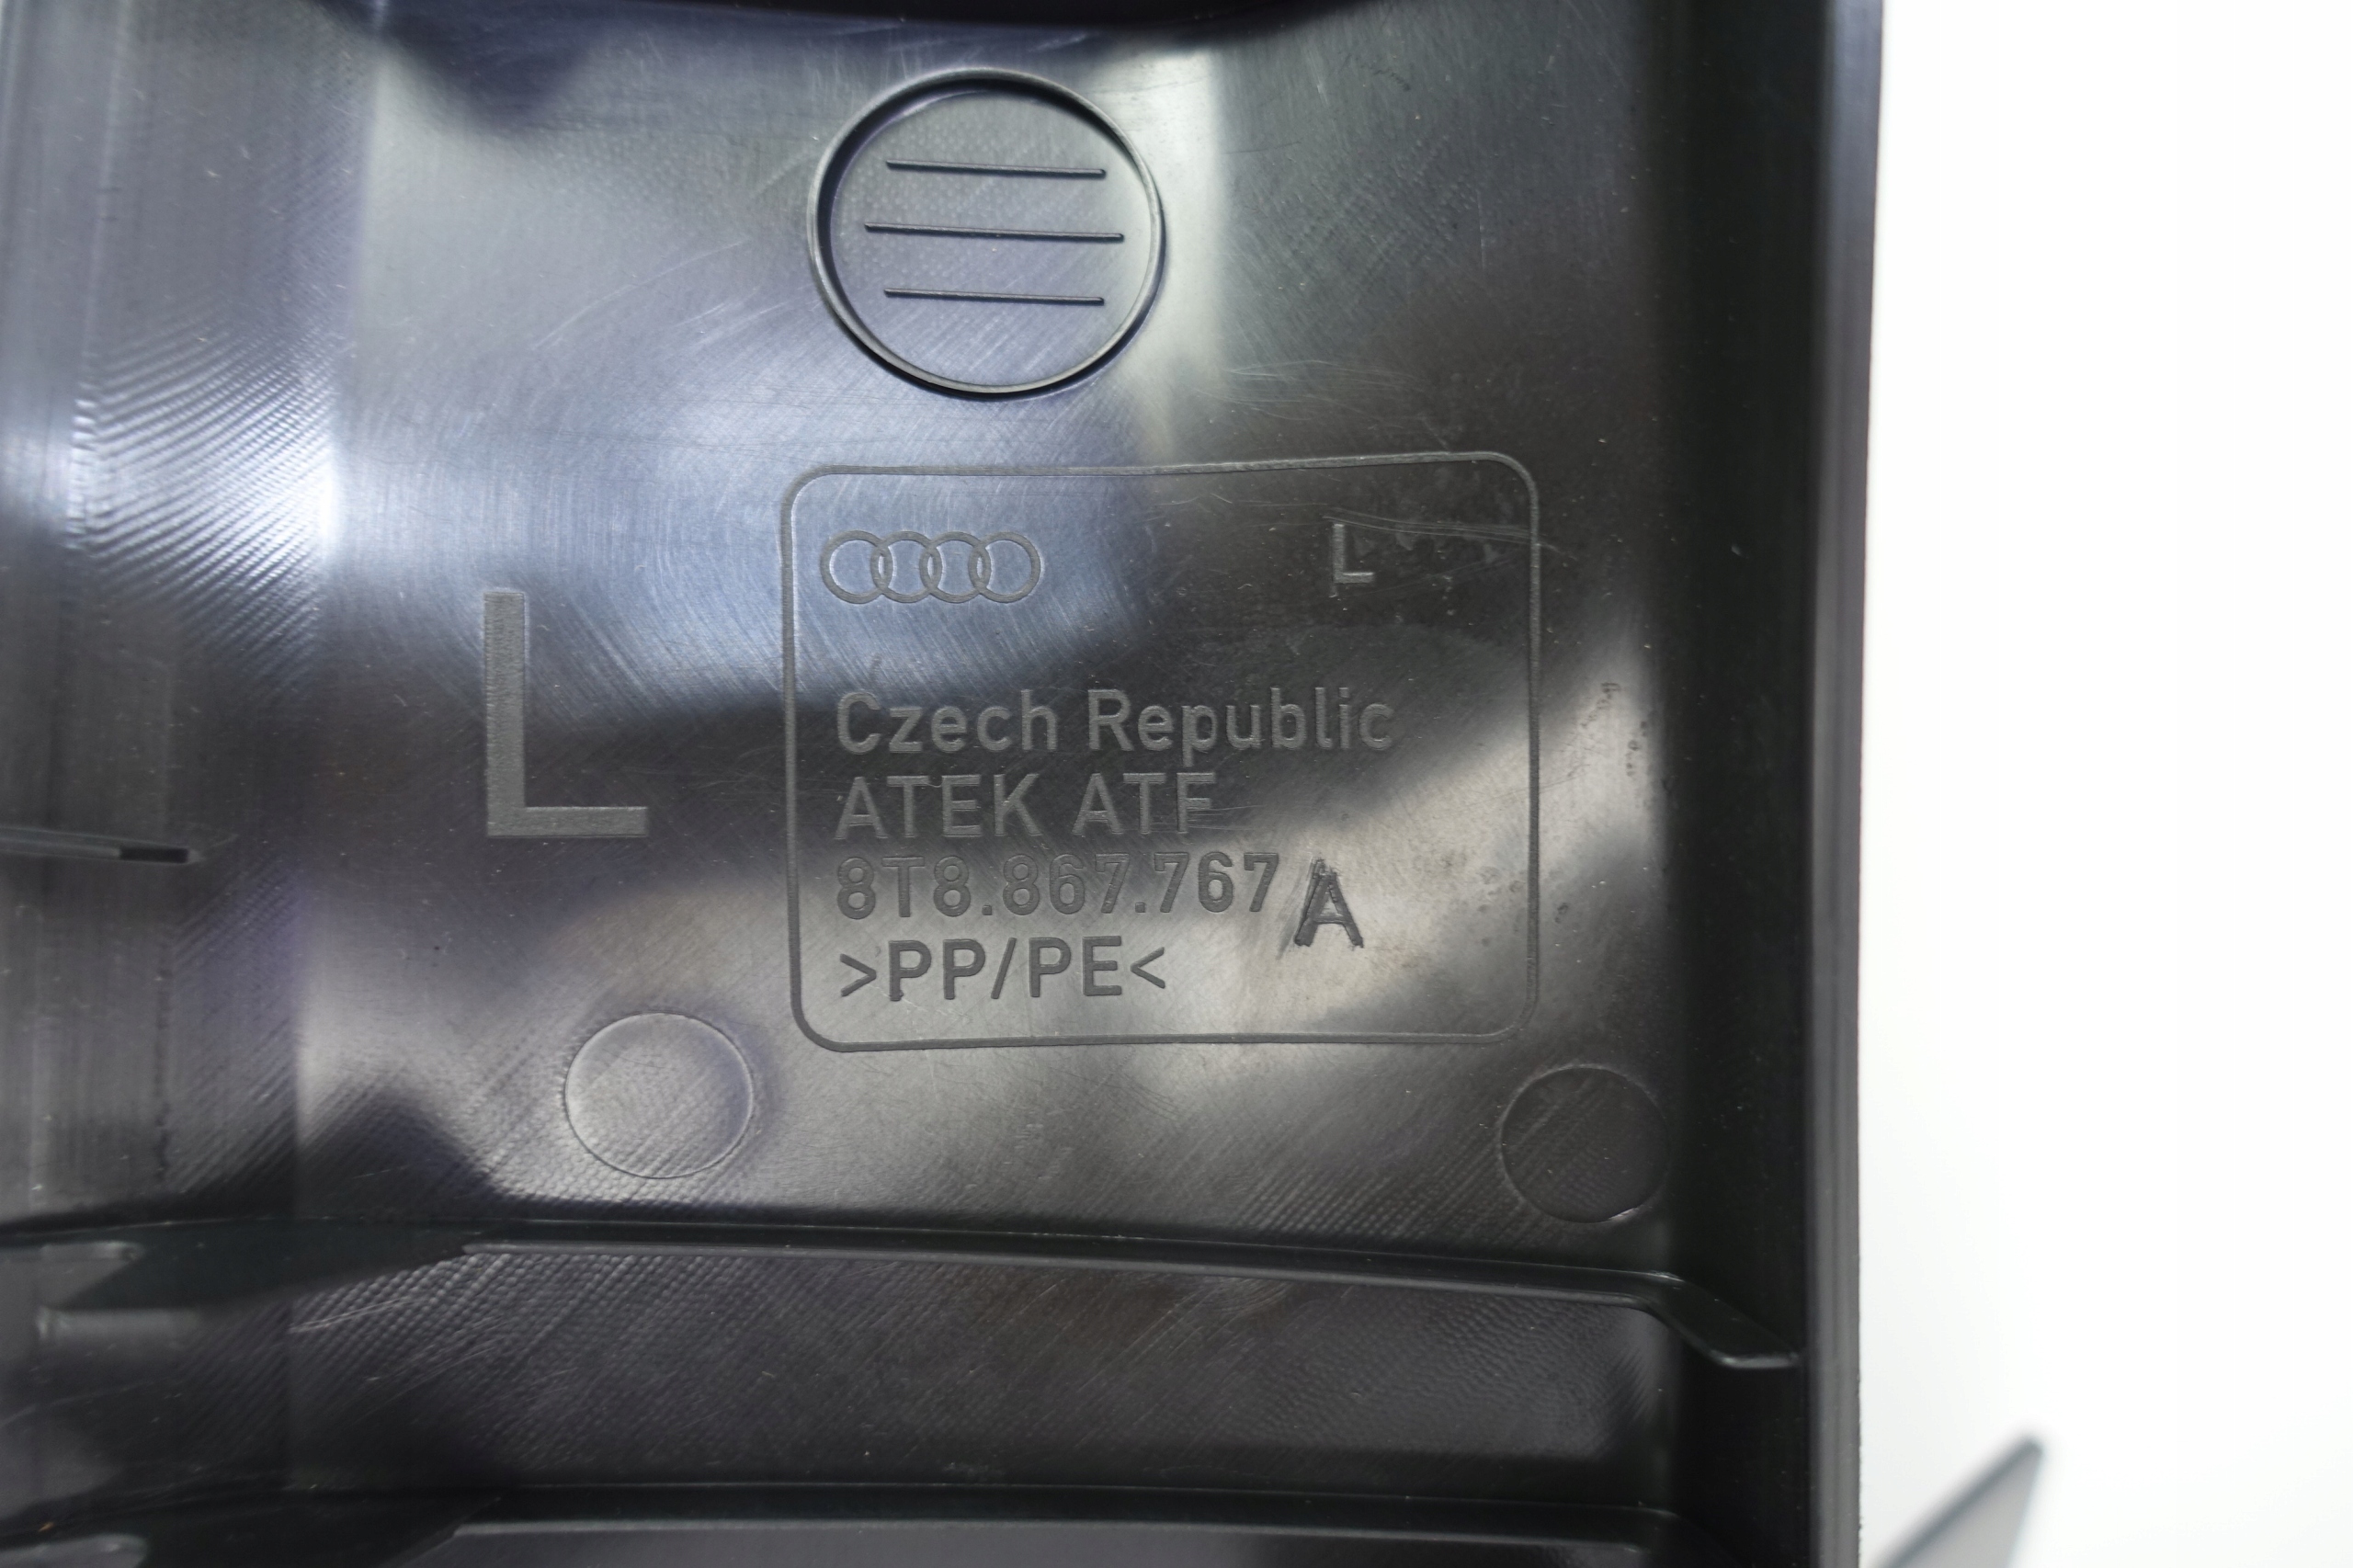 L
L
Czech Republic
ATEK ATF
8T8.867.767 A
>PP/PE<